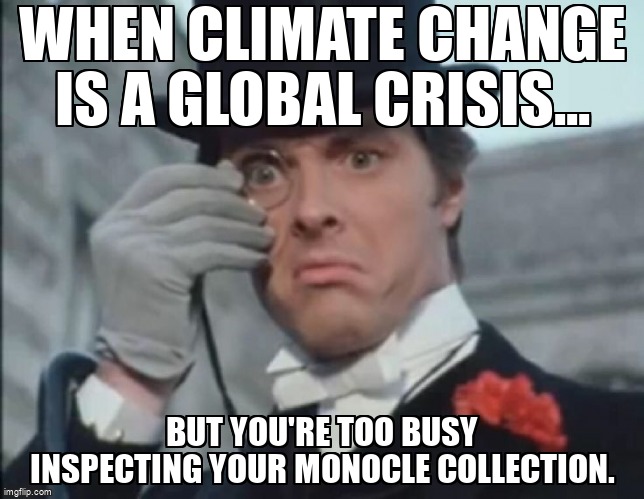 WHEN CLIMATE CHANGE
IS A GLOBAL CRISIS...
BUT YOU'RE TOO BUSY
INSPECTING YOUR MONOCLE COLLECTION.
imgflip.com